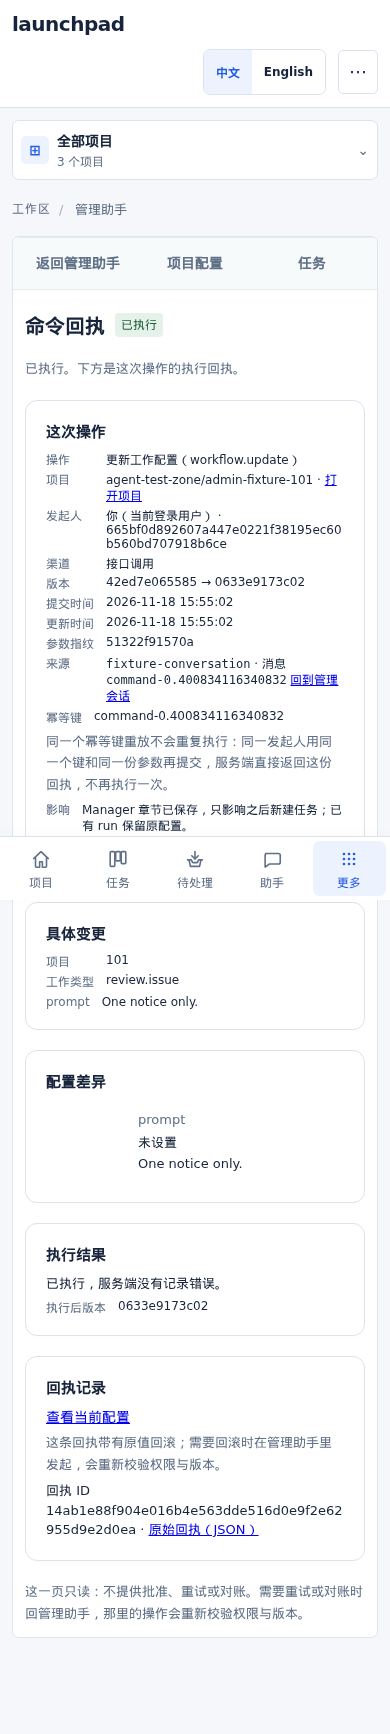 launchpad
中文 English ⋯
全部项目
3 个项目
工作区 / 管理助手
返回管理助手 项目配置 任务
命令回执 已执行
已执行。下方是这次操作的执行回执。
这次操作
操作 更新工作配置（workflow.update）
项目 agent-test-zone/admin-fixture-101 · 打
开项目
发起人 你（当前登录用户） ·
665bf0d892607a447e0221f38195ec60
b560bd707918b6ce
渠道 接口调用
版本 42ed7e065585 → 0633e9173c02
提交时间 2026-11-18 15:55:02
更新时间 2026-11-18 15:55:02
参数指纹 51322f91570a
来源 fixture-conversation · 消息
command-0.400834116340832 回到管理
会话
幂等键 command-0.400834116340832
同一个幂等键重放不会重复执行：同一发起人用同
一个键和同一份参数再提交，服务端直接返回这份
回执，不再执行一次。
影响 Manager 章节已保存，只影响之后新建任务；已
有 run 保留原配置。
项目 任务 待处理 助手 更多
具体变更
项目 101
工作类型 review.issue
prompt One notice only.
配置差异
prompt
未设置
One notice only.
执行结果
已执行，服务端没有记录错误。
执行后版本 0633e9173c02
回执记录
查看当前配置
这条回执带有原值回滚；需要回滚时在管理助手里
发起，会重新校验权限与版本。
回执 ID
14ab1e88f904e016b4e563dde516d0e9f2e62
955d9e2d0ea · 原始回执（JSON）
这一页只读：不提供批准、重试或对账。需要重试或对账时
回管理助手，那里的操作会重新校验权限与版本。